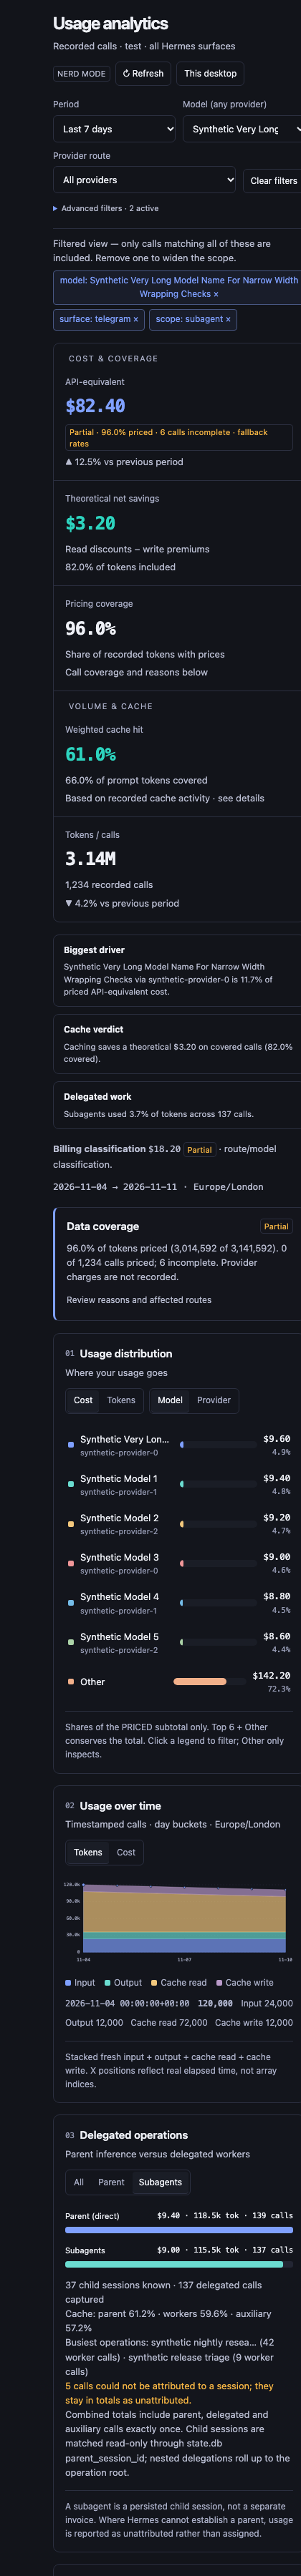 Usage analytics
Recorded calls · test · all Hermes surfaces
NERD MODE
↻ Refresh
This desktop
Period
Model (any provider)
Last 7 days
Synthetic Very Long
Provider route
All providers
Clear filters
▸ Advanced filters · 2 active
Filtered view — only calls matching all of these are
included. Remove one to widen the scope.
model: Synthetic Very Long Model Name For Narrow Width
Wrapping Checks ×
surface: telegram ×
scope: subagent ×
COST & COVERAGE
API-equivalent
$82.40
Partial · 96.0% priced · 6 calls incomplete · fallback
rates
▲ 12.5% vs previous period
Theoretical net savings
$3.20
Read discounts − write premiums
82.0% of tokens included
Pricing coverage
96.0%
Share of recorded tokens with prices
Call coverage and reasons below
VOLUME & CACHE
Weighted cache hit
61.0%
66.0% of prompt tokens covered
Based on recorded cache activity · see details
Tokens / calls
3.14M
1,234 recorded calls
▼ 4.2% vs previous period
Biggest driver
Synthetic Very Long Model Name For Narrow Width
Wrapping Checks via synthetic-provider-0 is 11.7% of
priced API-equivalent cost.
Cache verdict
Caching saves a theoretical $3.20 on covered calls (82.0%
covered).
Delegated work
Subagents used 3.7% of tokens across 137 calls.
Billing classification $18.20 Partial · route/model
classification.
2026-11-04 → 2026-11-11 · Europe/London
Data coverage
Partial
96.0% of tokens priced (3,014,592 of 3,141,592). 0
of 1,234 calls priced; 6 incomplete. Provider
charges are not recorded.
Review reasons and affected routes
01 Usage distribution
Where your usage goes
Cost
Tokens
Model
Provider
Synthetic Very Lon...
synthetic-provider-0
$9.60
4.9%
Synthetic Model 1
synthetic-provider-1
$9.40
4.8%
Synthetic Model 2
synthetic-provider-2
$9.20
4.7%
Synthetic Model 3
synthetic-provider-0
$9.00
4.6%
Synthetic Model 4
synthetic-provider-1
$8.80
4.5%
Synthetic Model 5
synthetic-provider-2
$8.60
4.4%
Other
$142.20
72.3%
Shares of the PRICED subtotal only. Top 6 + Other
conserves the total. Click a legend to filter; Other only
inspects.
02 Usage over time
Timestamped calls · day buckets · Europe/London
Tokens
Cost
120.0k
90.0k
60.0k
30.0k
0
11-04
11-07
11-10
Input
Output
Cache read
Cache write
2026-11-04 00:00:00+00:00 120,000 Input 24,000
Output 12,000 Cache read 72,000 Cache write 12,000
Stacked fresh input + output + cache read + cache
write. X positions reflect real elapsed time, not array
indices.
03 Delegated operations
Parent inference versus delegated workers
All
Parent
Subagents
Parent (direct)
$9.40 · 118.5k tok · 139 calls
Subagents
$9.00 · 115.5k tok · 137 calls
37 child sessions known · 137 delegated calls
captured
Cache: parent 61.2% · workers 59.6% · auxiliary
57.2%
Busiest operations: synthetic nightly resea... (42
worker calls) · synthetic release triage (9 worker
calls)
5 calls could not be attributed to a session; they
stay in totals as unattributed.
Combined totals include parent, delegated and
auxiliary calls exactly once. Child sessions are
matched read-only through state.db
parent_session_id; nested delegations roll up to the
operation root.
A subagent is a persisted child session, not a separate
invoice. Where Hermes cannot establish a parent, usage
is reported as unattributed rather than assigned.